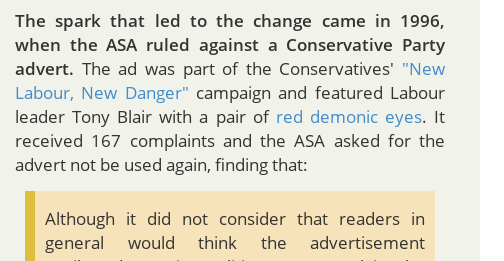 The spark that led to the change came in 1996,
when the ASA ruled against a Conservative Party
advert. The ad was part of the Conservatives' "New
Labour, New Danger" campaign and featured Labour
leader Tony Blair with a pair of red demonic eyes. It
received 167 complaints and the ASA asked for the
advert not be used again, finding that:
Although it did not consider that readers in
general would think the advertisement